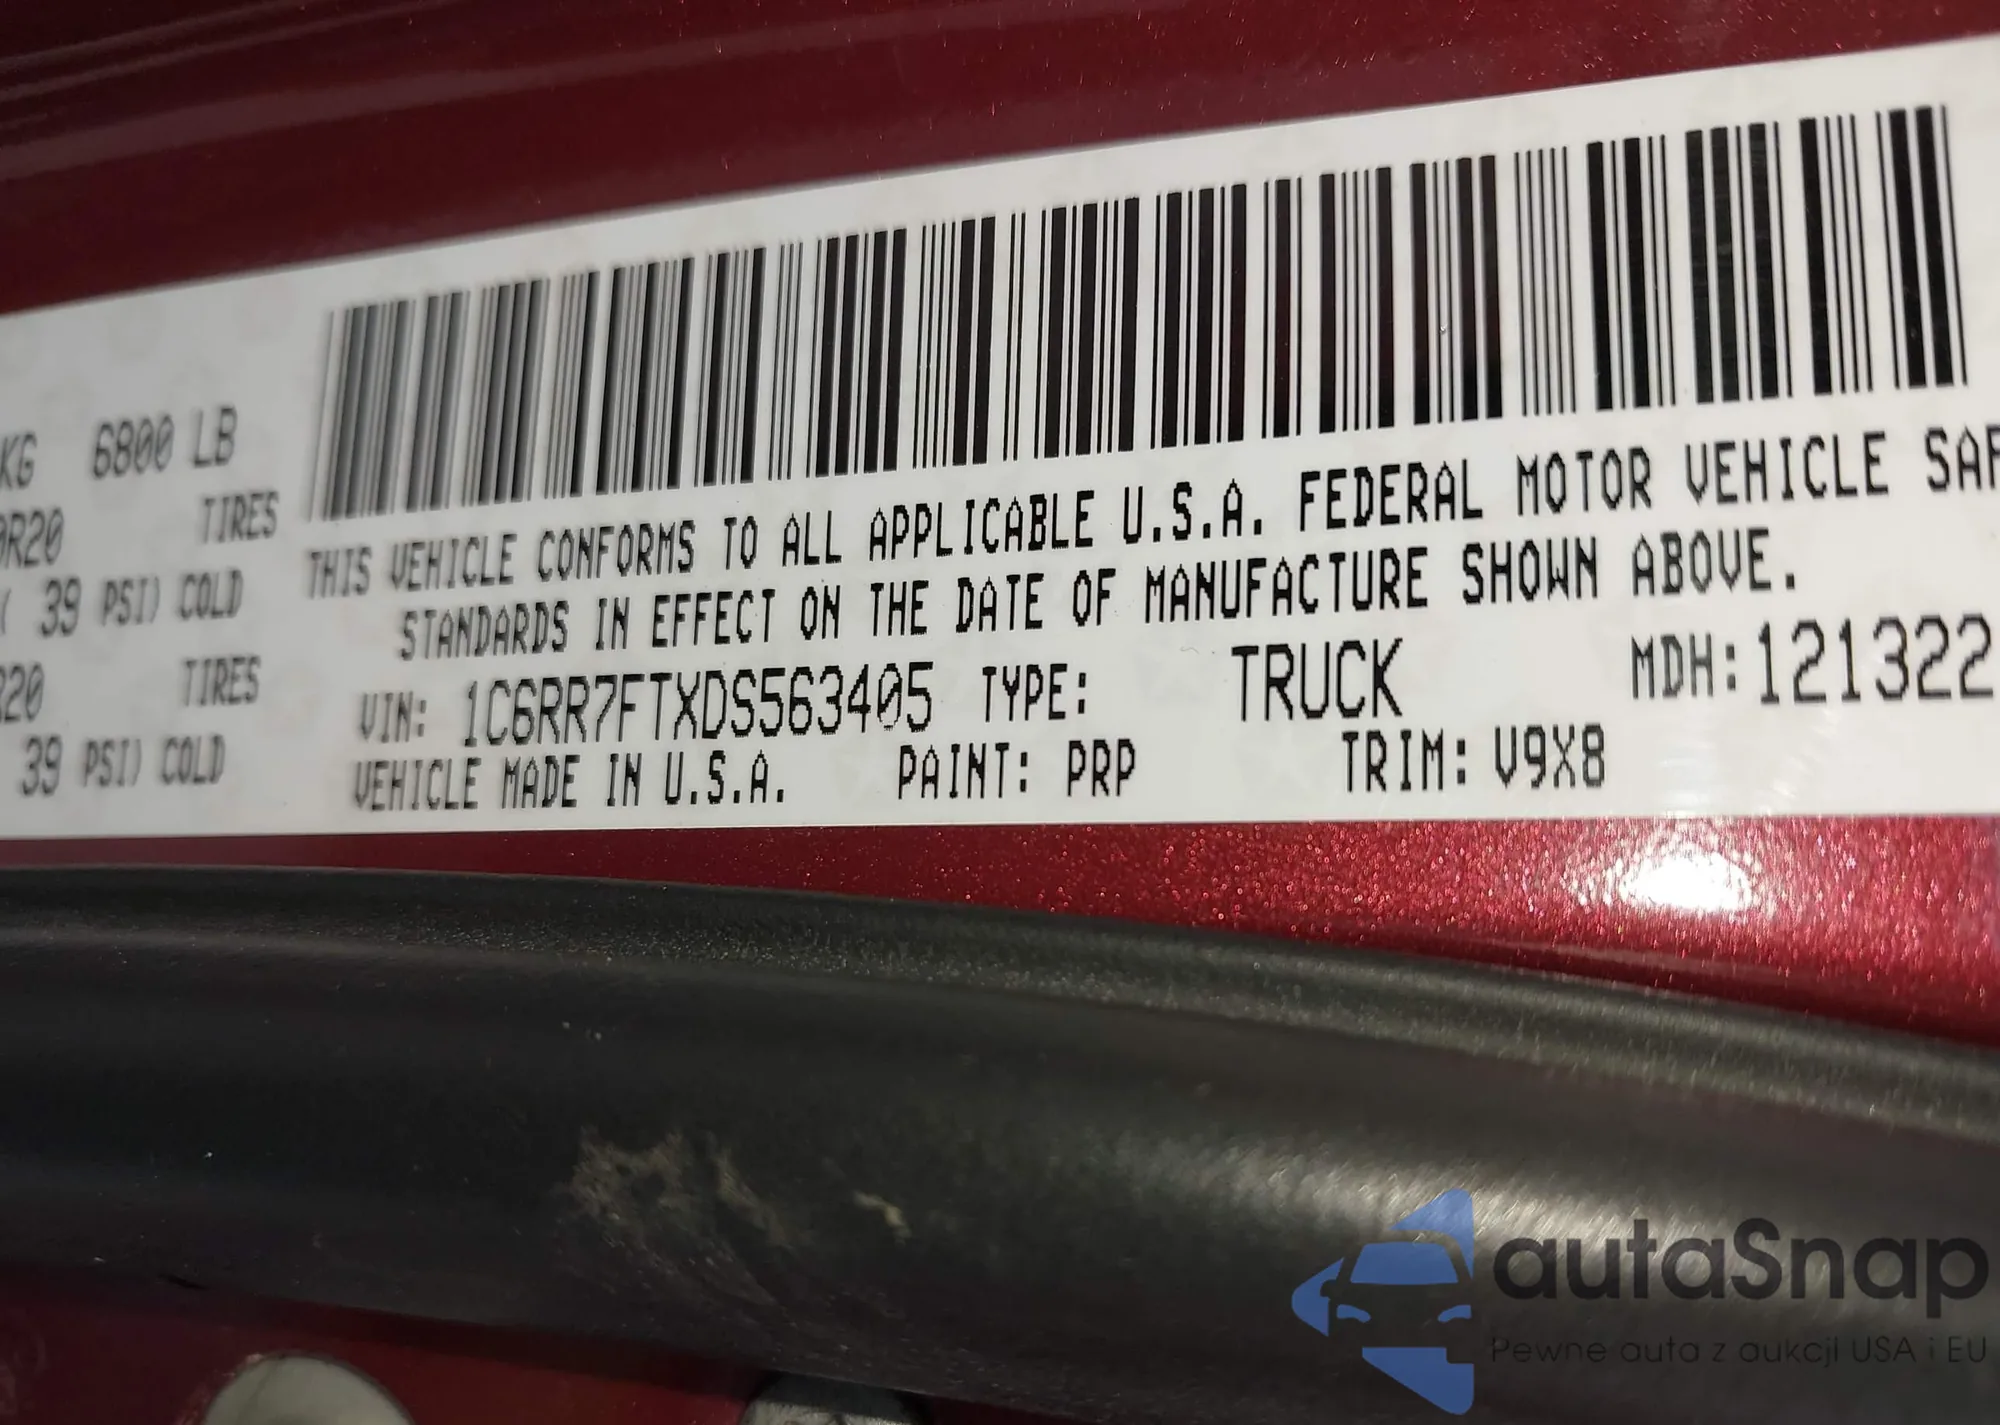 KG 6800 LB
0R20 TIRES
( 39 PSI) COLD
R20 TIRES
39 PSI) COLD
THIS VEHICLE CONFORMS TO ALL APPLICABLE U.S.A. FEDERAL MOTOR VEHICLE SAF
STANDARDS IN EFFECT ON THE DATE OF MANUFACTURE SHOWN ABOVE.
VIN: 1C6RR7FTXDS563405 TYPE: TRUCK MDH:121322
VEHICLE MADE IN U.S.A. PAINT: PRP TRIM: V9X8
autaSnap
Pewne auta z aukcji USA i EU